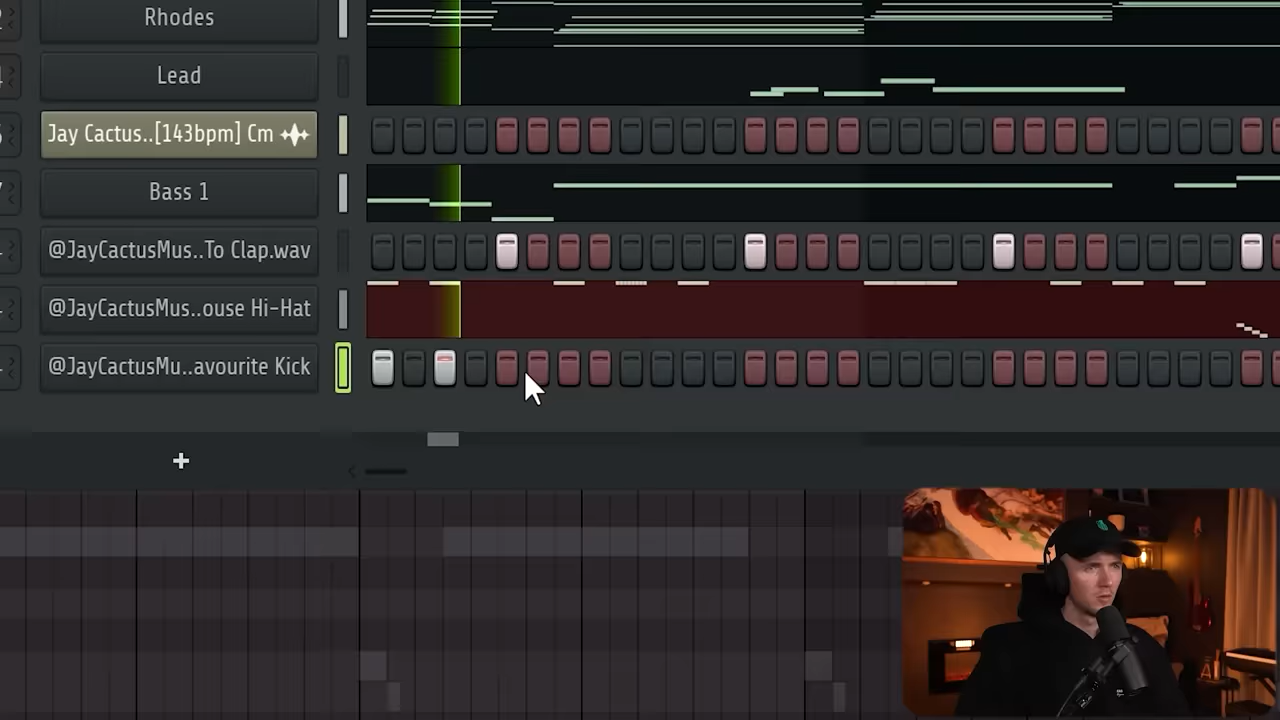 Rhodes
Lead
Jay Cactus..[143bpm] Cm
Bass 1
@JayCactusMus..To Clap.wav
@JayCactusMus..ouse Hi-Hat
@JayCactusMu..avourite Kick
+